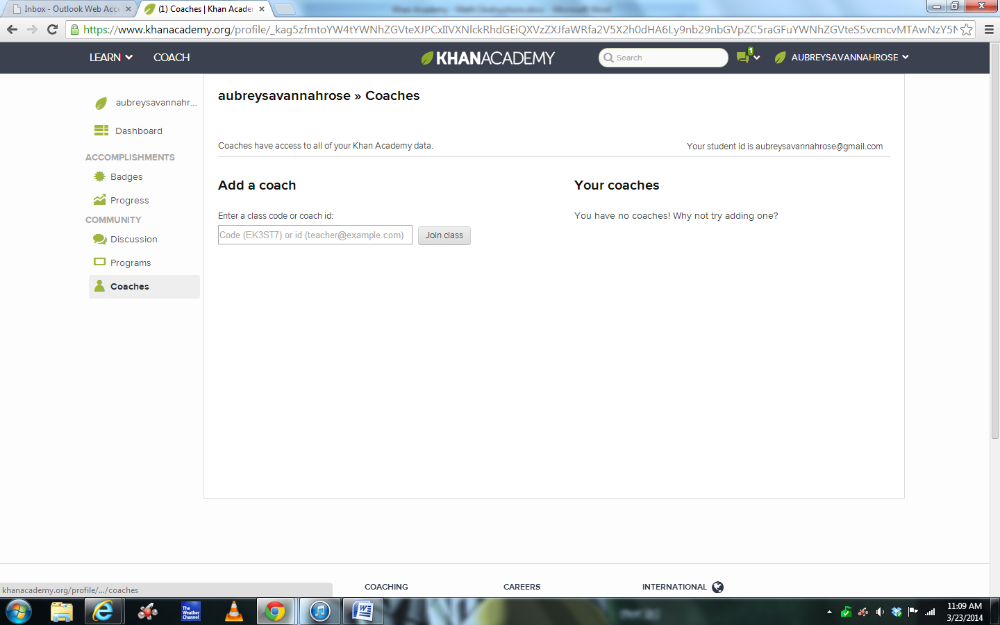 Inbox - Outlook Web Acce
(1) Coaches | Khan Acade
https://www.khanacademy.org/profile/_kag5zfmtoYW4tYWNhZGVteXJPCxIIVXNlckRhdGEiQXVzZXJfaWRfa2V5X2h0dHA6Ly9nb29nbGVpZC5raGFuYWNhZGVteS5vcmcvMTAwNzY5N
LEARN
COACH
KHANACADEMY
Search
1
AUBREYSAVANNAHROSE
aubreysavannahr...
Dashboard
ACCOMPLISHMENTS
Badges
Progress
COMMUNITY
Discussion
Programs
Coaches
aubreysavannahrose » Coaches
Coaches have access to all of your Khan Academy data.
Your student id is aubreysavannahrose@gmail.com
Add a coach
Enter a class code or coach id:
Code (EK3ST7) or id (teacher@example.com)
Join class
Your coaches
You have no coaches! Why not try adding one?
COACHING
CAREERS
INTERNATIONAL
khanacademy.org/profile/.../coaches
The Weather Channel
11:09 AM
3/23/2014